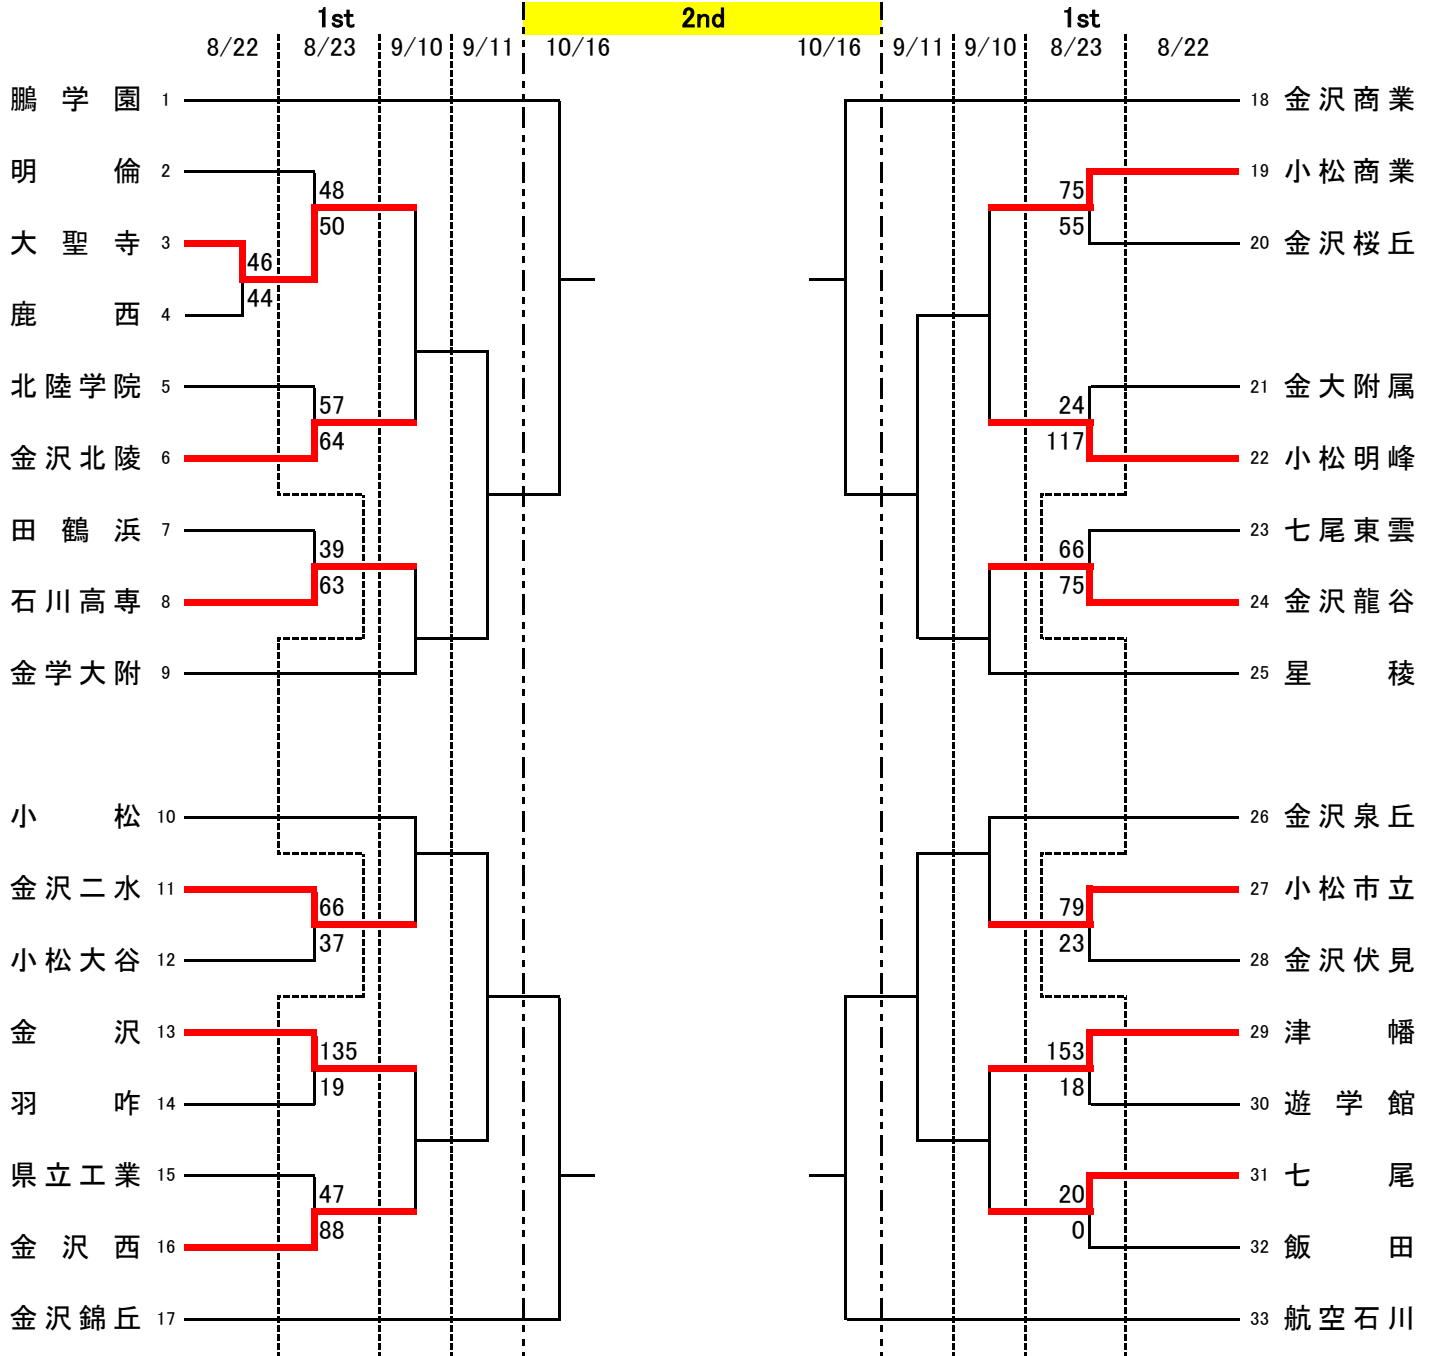 1st 2nd 1st
8/22 8/23 9/10 9/11 10/16 10/16 9/11 9/10 8/23 8/22
鵬学園 1
明倫 2
48
大聖寺 3
50
46
44
鹿西 4
北陸学院 5
57
64
金沢北陵 6
田鶴浜 7
39
63
石川高専 8
金学大附 9
小松 10
金沢二水 11
66
37
小松大谷 12
金沢 13
135
19
羽咋 14
県立工業 15
47
88
金沢西 16
金沢錦丘 17
18 金沢商業
19 小松商業
75
55
20 金沢桜丘
21 金大附属
24
117
22 小松明峰
23 七尾東雲
66
75
24 金沢龍谷
25 星稜
26 金沢泉丘
27 小松市立
79
23
28 金沢伏見
29 津幡
153
18
30 遊学館
31 七尾
20
0
32 飯田
33 航空石川